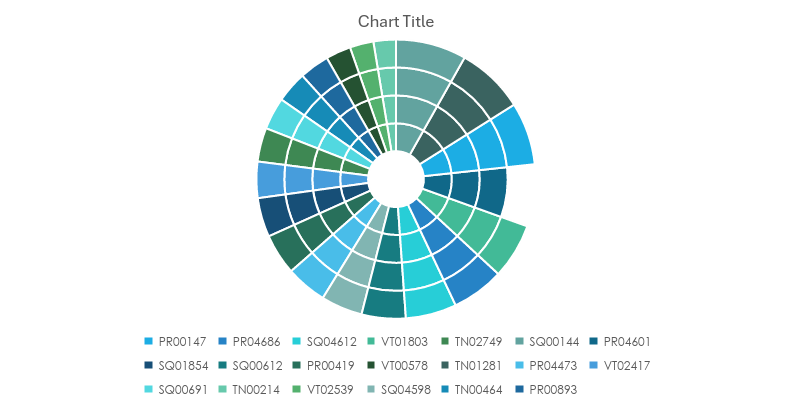 Chart Title
PR00147 PR04686 SQ04612 VT01803 TN02749 SQ00144 PR04601
SQ01854 SQ00612 PR00419 VT00578 TN01281 PR04473 VT02417
SQ00691 TN00214 VT02539 SQ04598 TN00464 PR00893